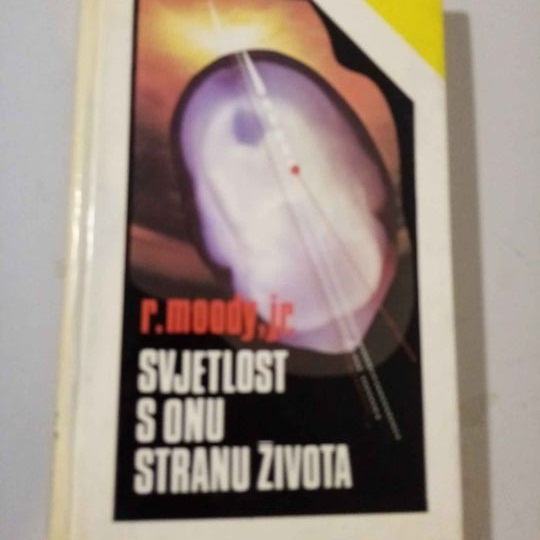 r.moody,jr.
SVJETLOST
S ONU
STRANU ŽIVOTA